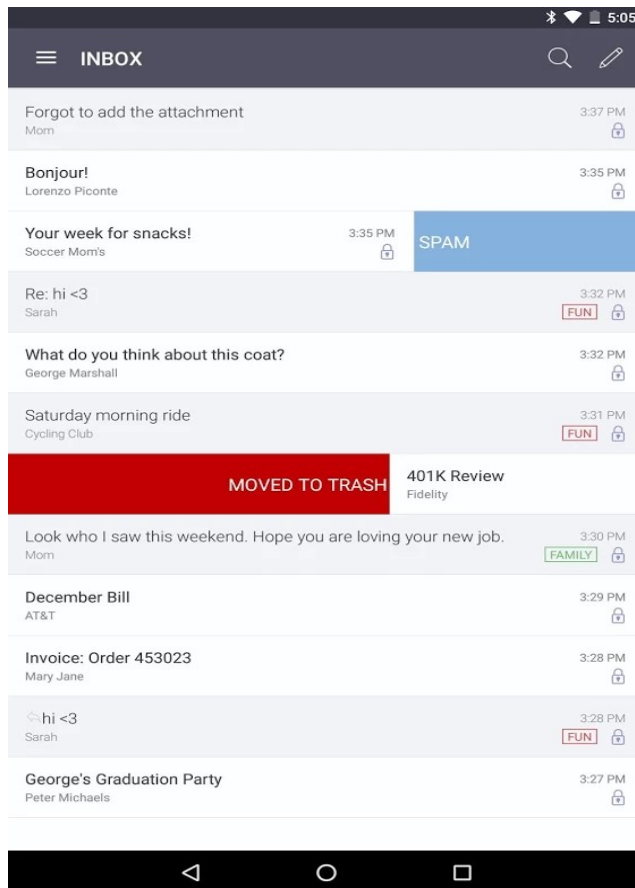 5:05
INBOX
Forgot to add the attachment 3:37 PM
Mom
Bonjour! 3:35 PM
Lorenzo Piconte
Your week for snacks! 3:35 PM SPAM
Soccer Mom's
Re: hi <3 3:32 PM
Sarah FUN
What do you think about this coat? 3:32 PM
George Marshall
Saturday morning ride 3:31 PM
Cycling Club FUN
MOVED TO TRASH 401K Review
Fidelity
Look who I saw this weekend. Hope you are loving your new job. 3:30 PM
Mom FAMILY
December Bill 3:29 PM
AT&T
Invoice: Order 453023 3:28 PM
Mary Jane
hi <3 3:28 PM
Sarah FUN
George's Graduation Party 3:27 PM
Peter Michaels